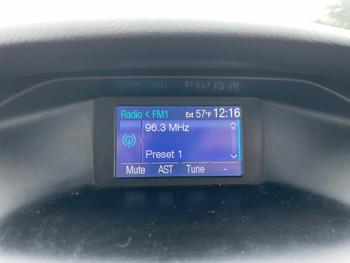 Radio < FM1 Ext 57°F 12:16
96.3 MHz
Preset 1
Mute AST Tune -